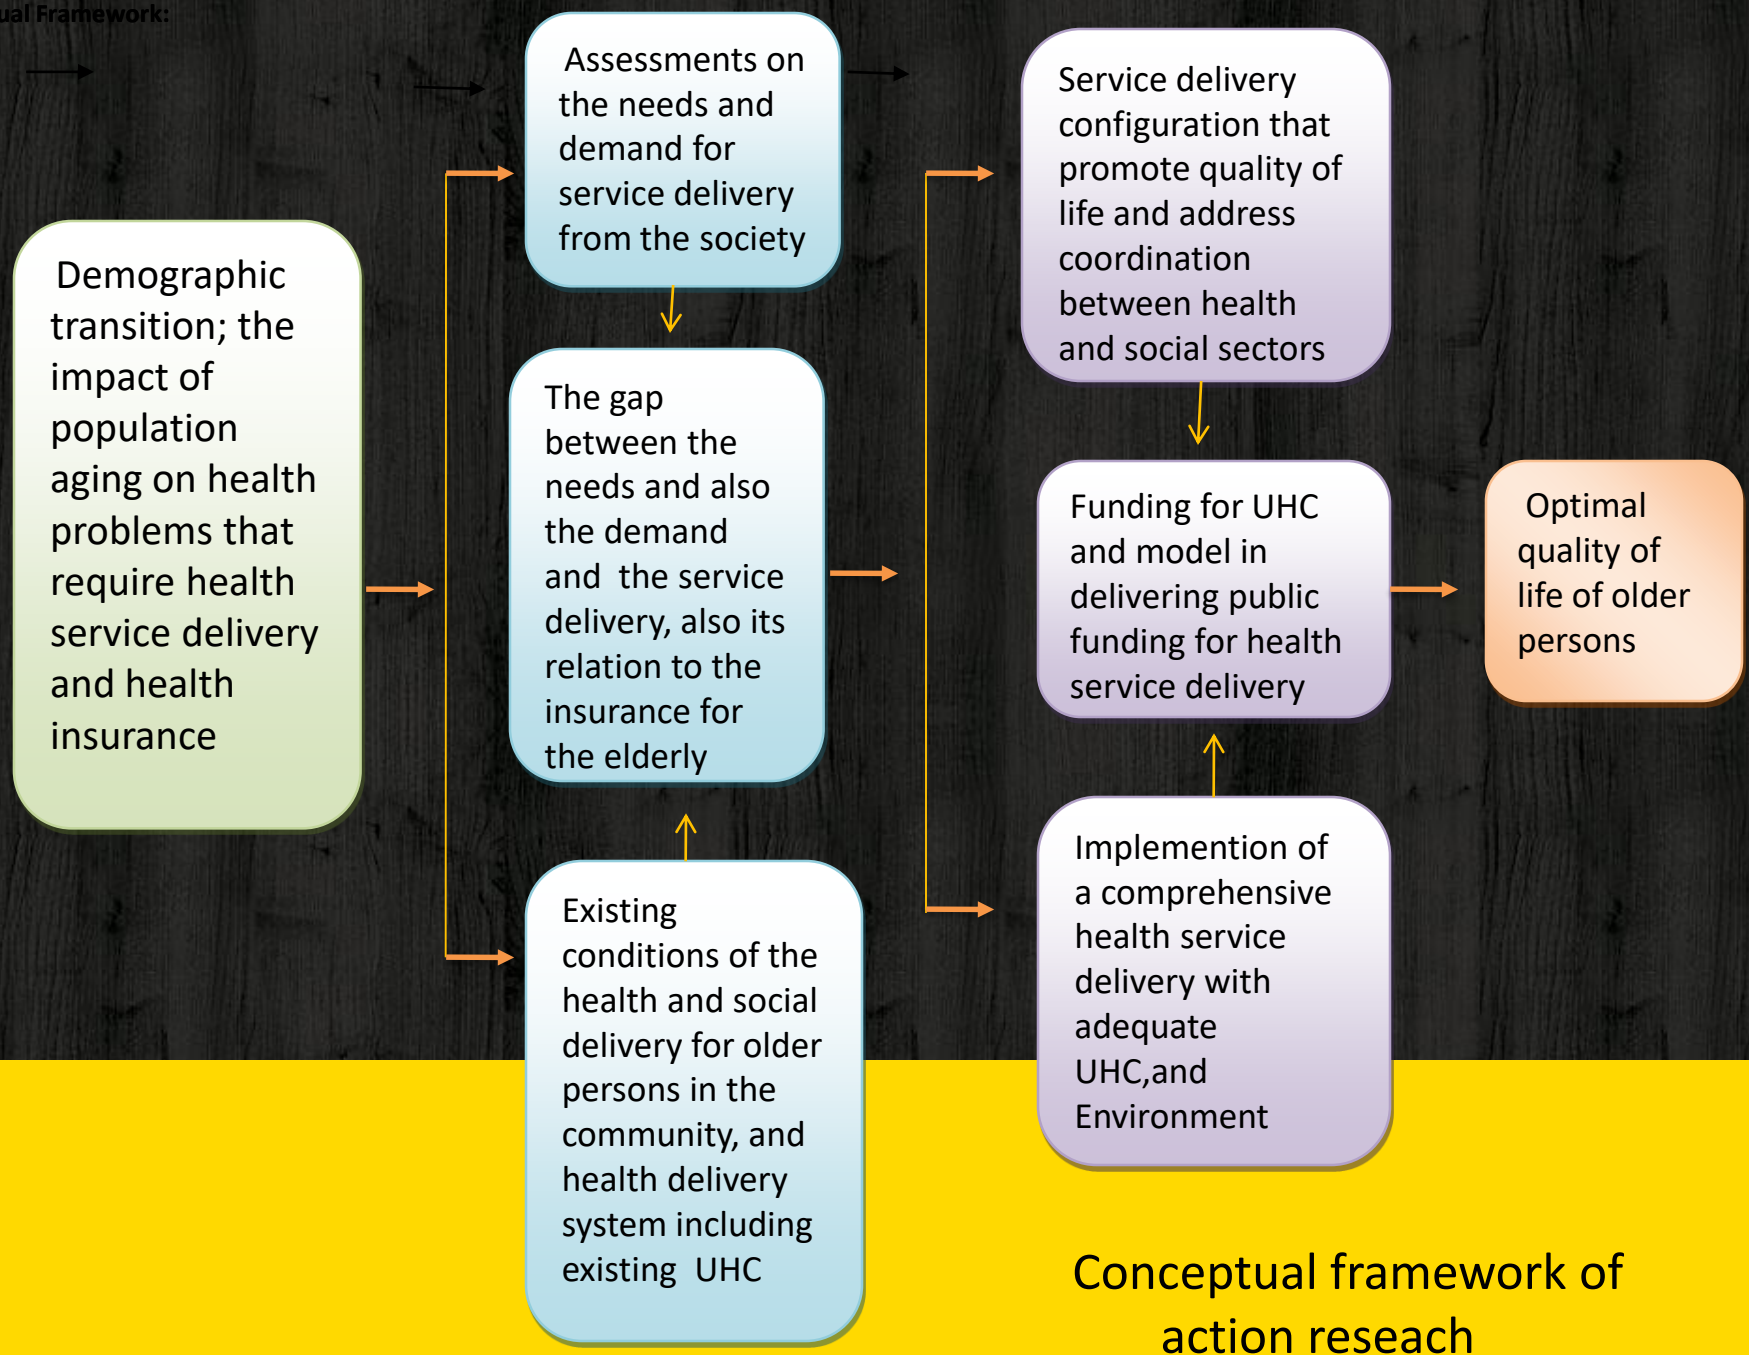 ual Framework:
Demographic
transition; the
impact of
population
aging on health
problems that
require health
service delivery
and health
insurance
Assessments on
the needs and
demand for
service delivery
from the society
The gap
between the
needs and also
the demand
and the service
delivery, also its
relation to the
insurance for
the elderly
Existing
conditions of the
health and social
delivery for older
persons in the
community, and
health delivery
system including
existing UHC
Service delivery
configuration that
promote quality of
life and address
coordination
between health
and social sectors
Funding for UHC
and model in
delivering public
funding for health
service delivery
Implemention of
a comprehensive
health service
delivery with
adequate
UHC,and
Environment
Optimal
quality of
life of older
persons
Conceptual framework of
action reseach